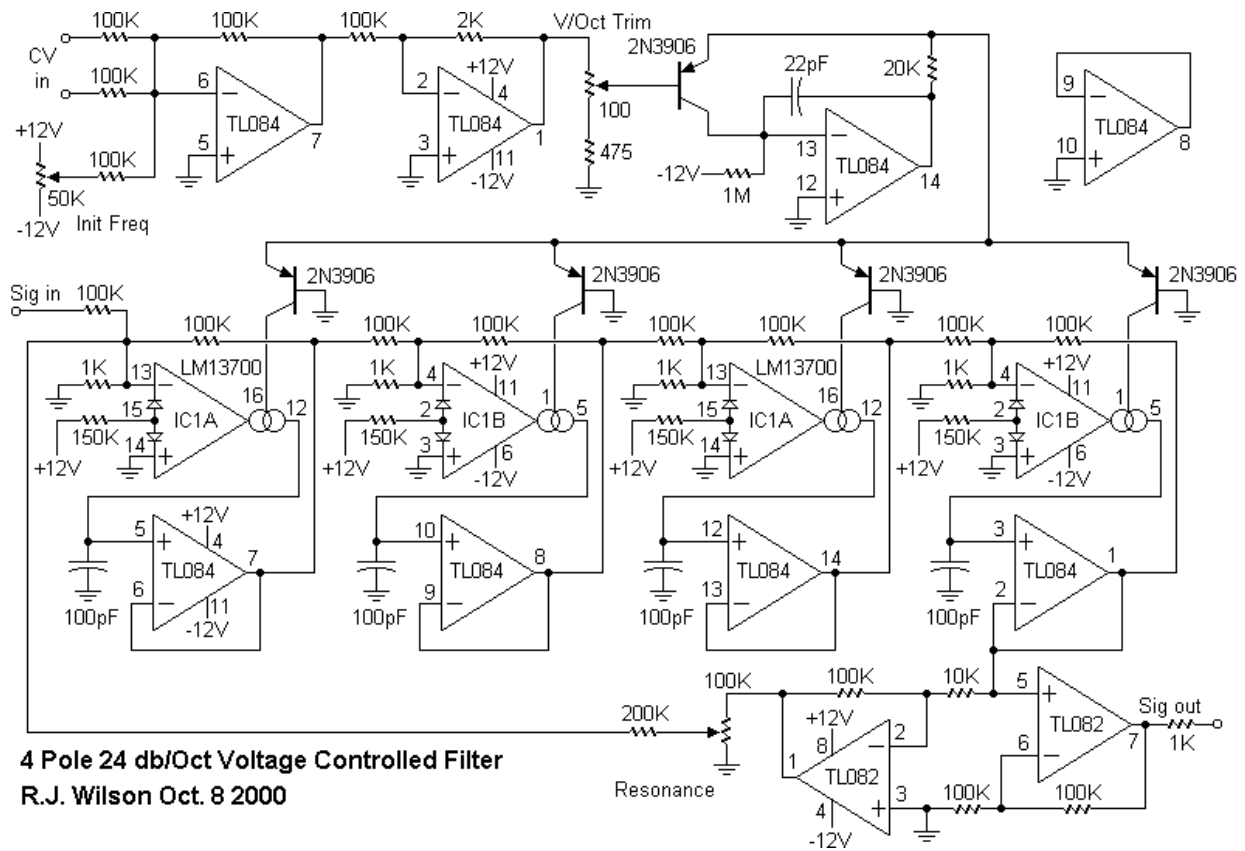 100K 100K 100K 2K V/Oct Trim
CV in
100K
+12V
50K
-12V
Init Freq
100K
6 − TL084 7
5 +
2 − +12V 4 TL084 1
3 + 11 -12V
100
475
2N3906
22pF
20K
-12V 1M
13 − TL084 14
12 +
9 − TL084 8
10 +
2N3906 2N3906 2N3906 2N3906
Sig in 100K
100K 100K 100K 100K 100K 100K 100K
1K 13 − LM13700 16 12
15 IC1A
150K 14 +
+12V
1K 4 − +12V 11 1 5
2 IC1B
150K 3 + 6 -12V
+12V
1K 13 − LM13700 16 12
15 IC1A
150K 14 +
+12V
1K 4 − +12V 11 1 5
2 IC1B
150K 3 + 6 -12V
+12V
5 + +12V 4 TL084 7
6 − 11 -12V
100pF
10 + TL084 8
9 −
100pF
12 + TL084 14
13 −
100pF
3 + TL084 1
2 −
100pF
200K 100K
Resonance
100K 10K
+12V 8 − 2
1 TL082
4 + 3
-12V
5 + TL082 7
6 −
100K 100K
Sig out
1K
4 Pole 24 db/Oct Voltage Controlled Filter
R.J. Wilson Oct. 8 2000